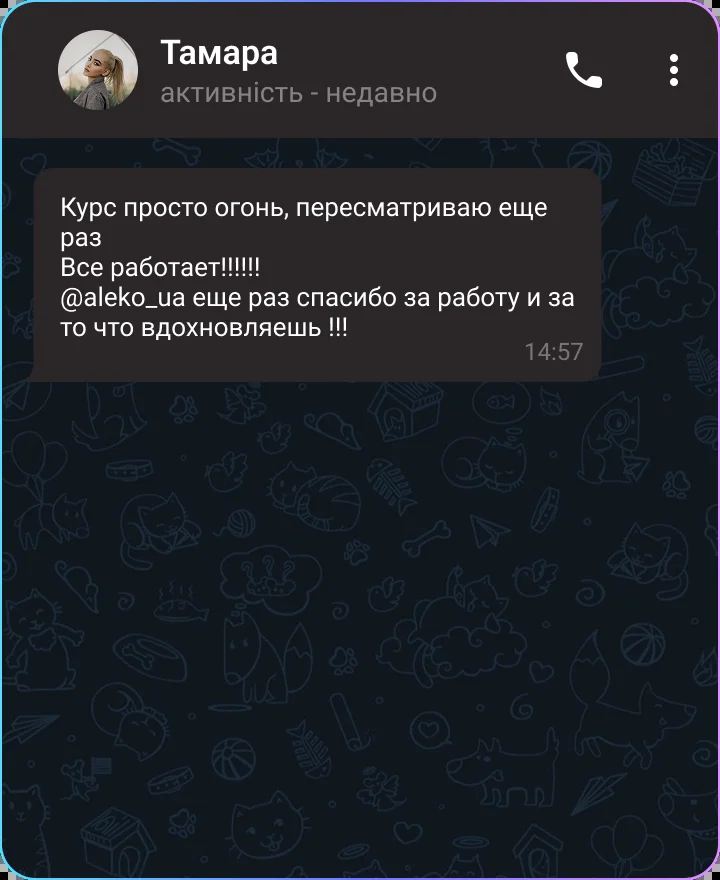 Тамара
активність - недавно
Курс просто огонь, пересматриваю еще
раз
Все работает!!!!!!
@aleko_ua еще раз спасибо за работу и за
то что вдохновляешь !!!
14:57